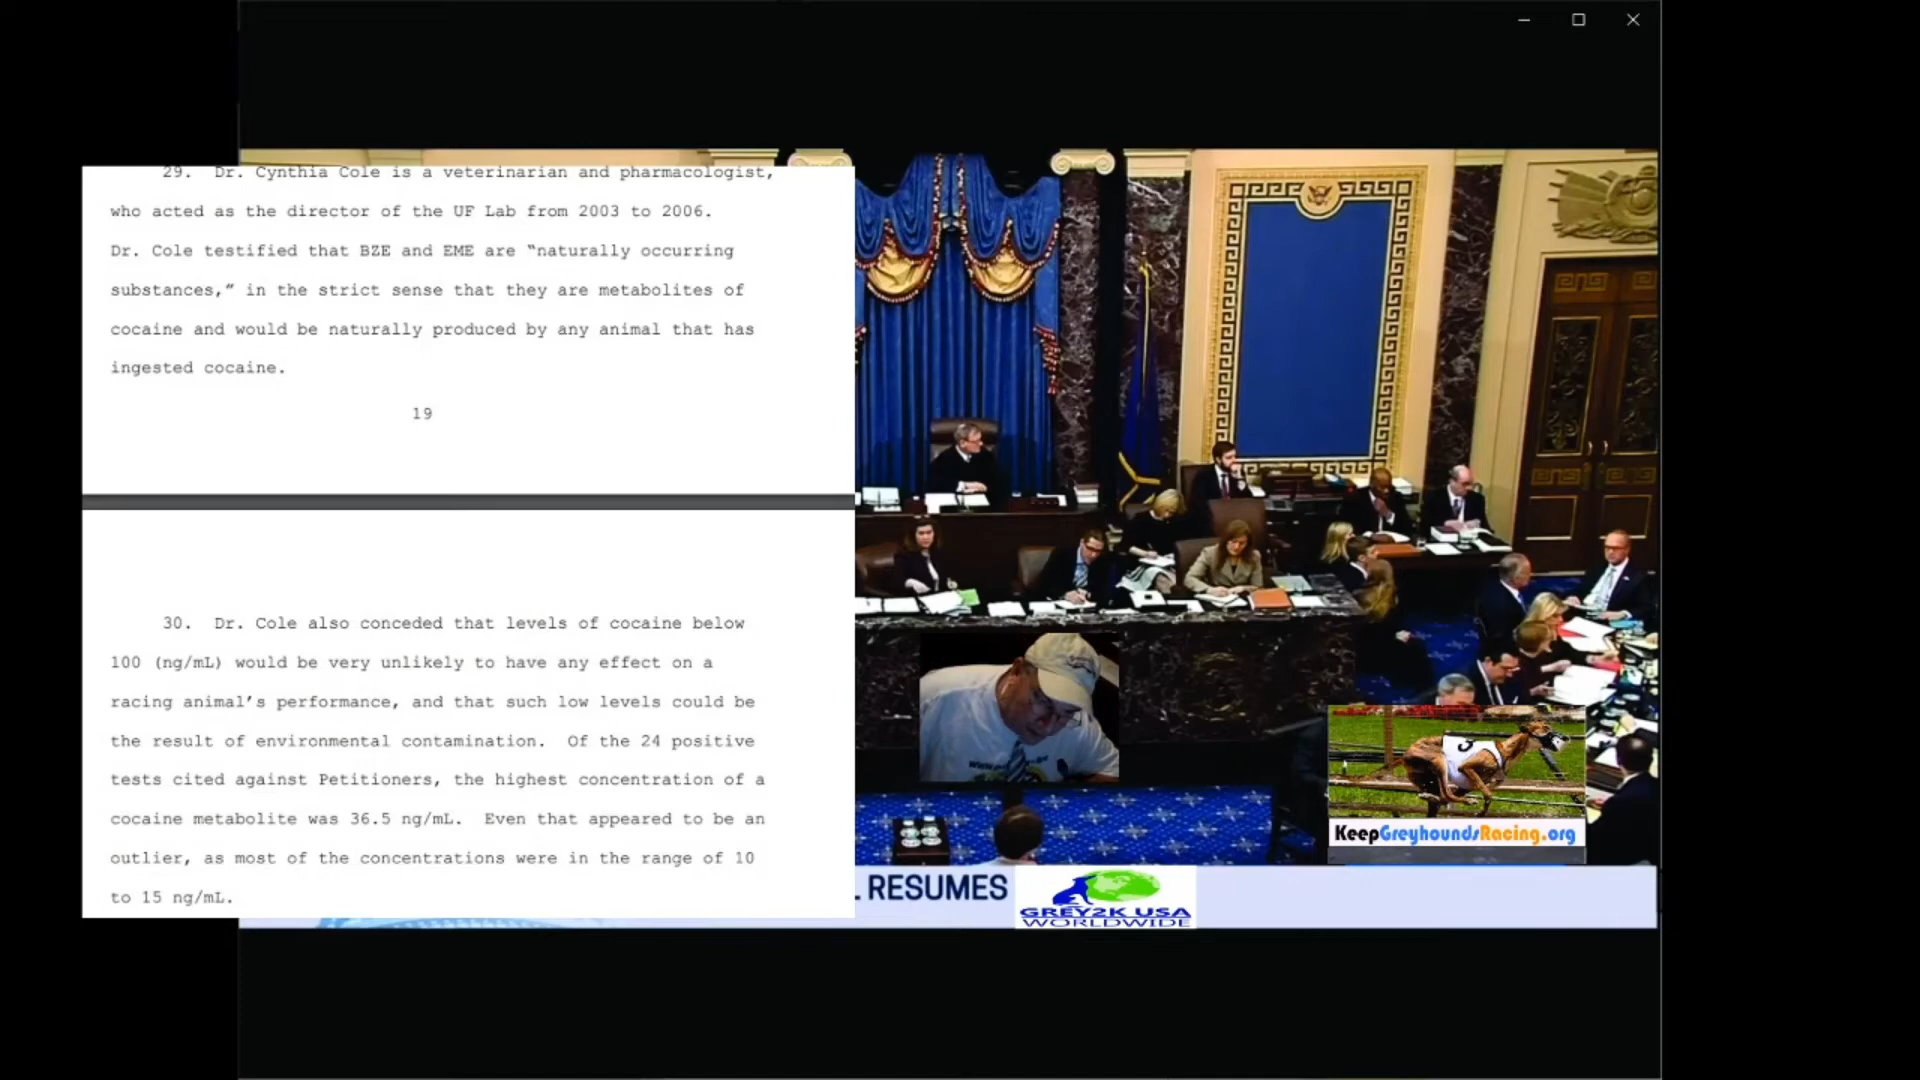 29. Dr. Cynthia Cole is a veterinarian and pharmacologist,
who acted as the director of the UF Lab from 2003 to 2006.
Dr. Cole testified that BZE and EME are “naturally occurring
substances,” in the strict sense that they are metabolites of
cocaine and would be naturally produced by any animal that has
ingested cocaine.
19
30. Dr. Cole also conceded that levels of cocaine below
100 (ng/mL) would be very unlikely to have any effect on a
racing animal’s performance, and that such low levels could be
the result of environmental contamination. Of the 24 positive
tests cited against Petitioners, the highest concentration of a
cocaine metabolite was 36.5 ng/mL. Even that appeared to be an
outlier, as most of the concentrations were in the range of 10
to 15 ng/mL.
3
KeepGreyhoundsRacing.org
RESUMES
GREY2K USA
WORLDWIDE